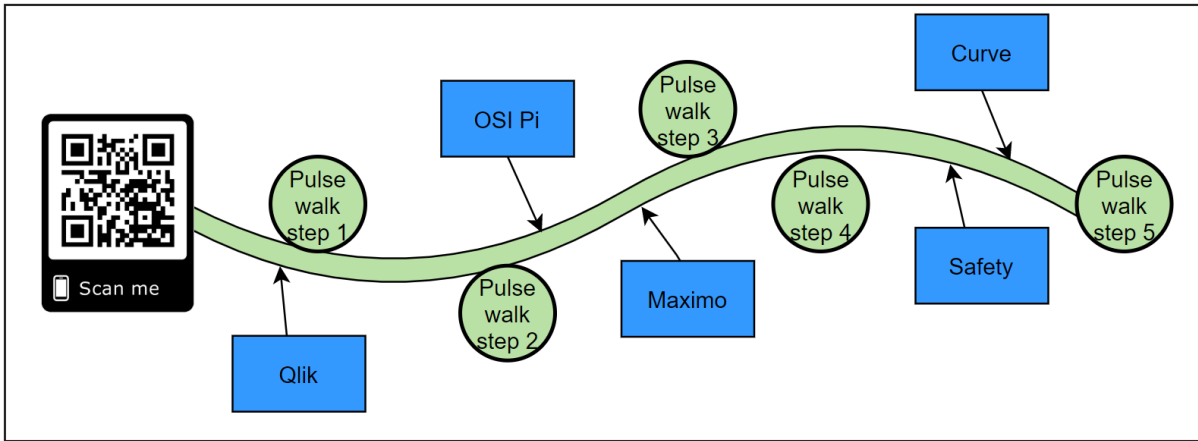 Scan me
Pulse
walk
step 1
Qlik
OSI Pi
Pulse
walk
step 2
Pulse
walk
step 3
Maximo
Pulse
walk
step 4
Curve
Safety
Pulse
walk
step 5